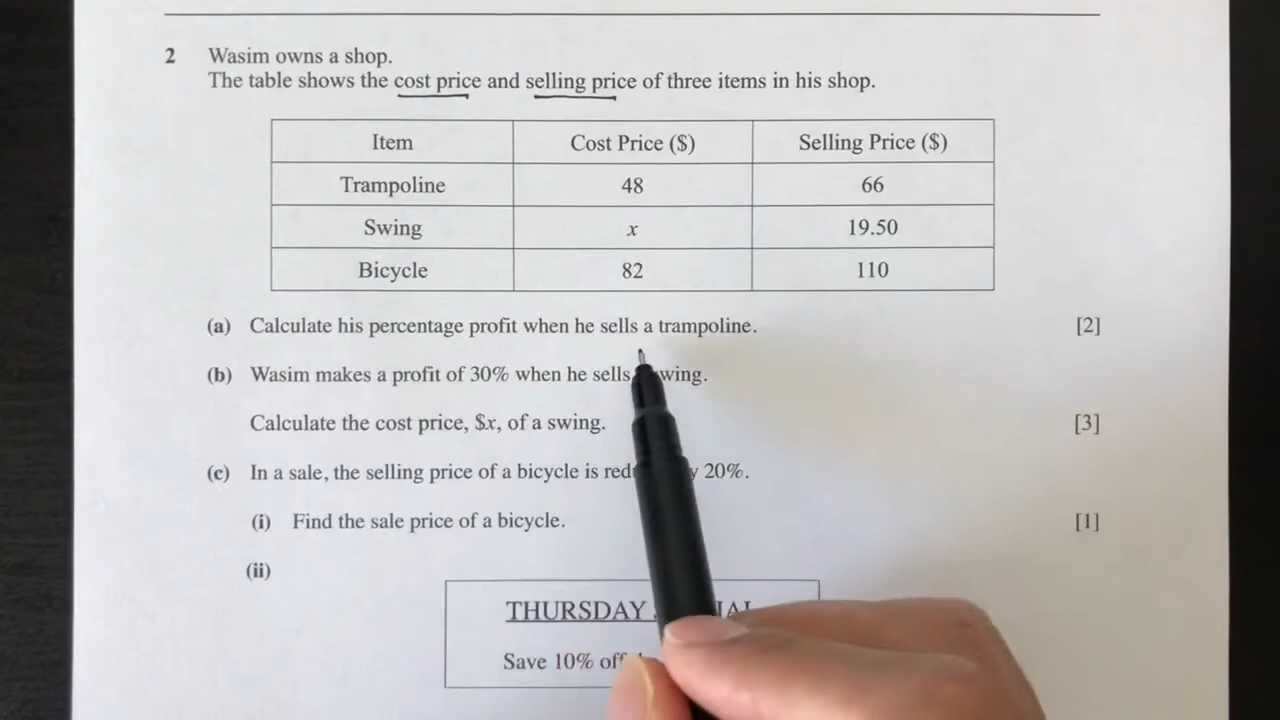 2 Wasim owns a shop.
The table shows the cost price and selling price of three items in his shop.
Item Cost Price ($) Selling Price ($)
Trampoline 48 66
Swing x 19.50
Bicycle 82 110
(a) Calculate his percentage profit when he sells a trampoline. [2]
(b) Wasim makes a profit of 30% when he sells
Calculate the cost price, $x, of a swing. [3]
(c) In a sale, the selling price of a bicycle is 20%.
(i) Find the sale price of a bicycle. [1]
(ii)
THURSDAY
Save 10% off